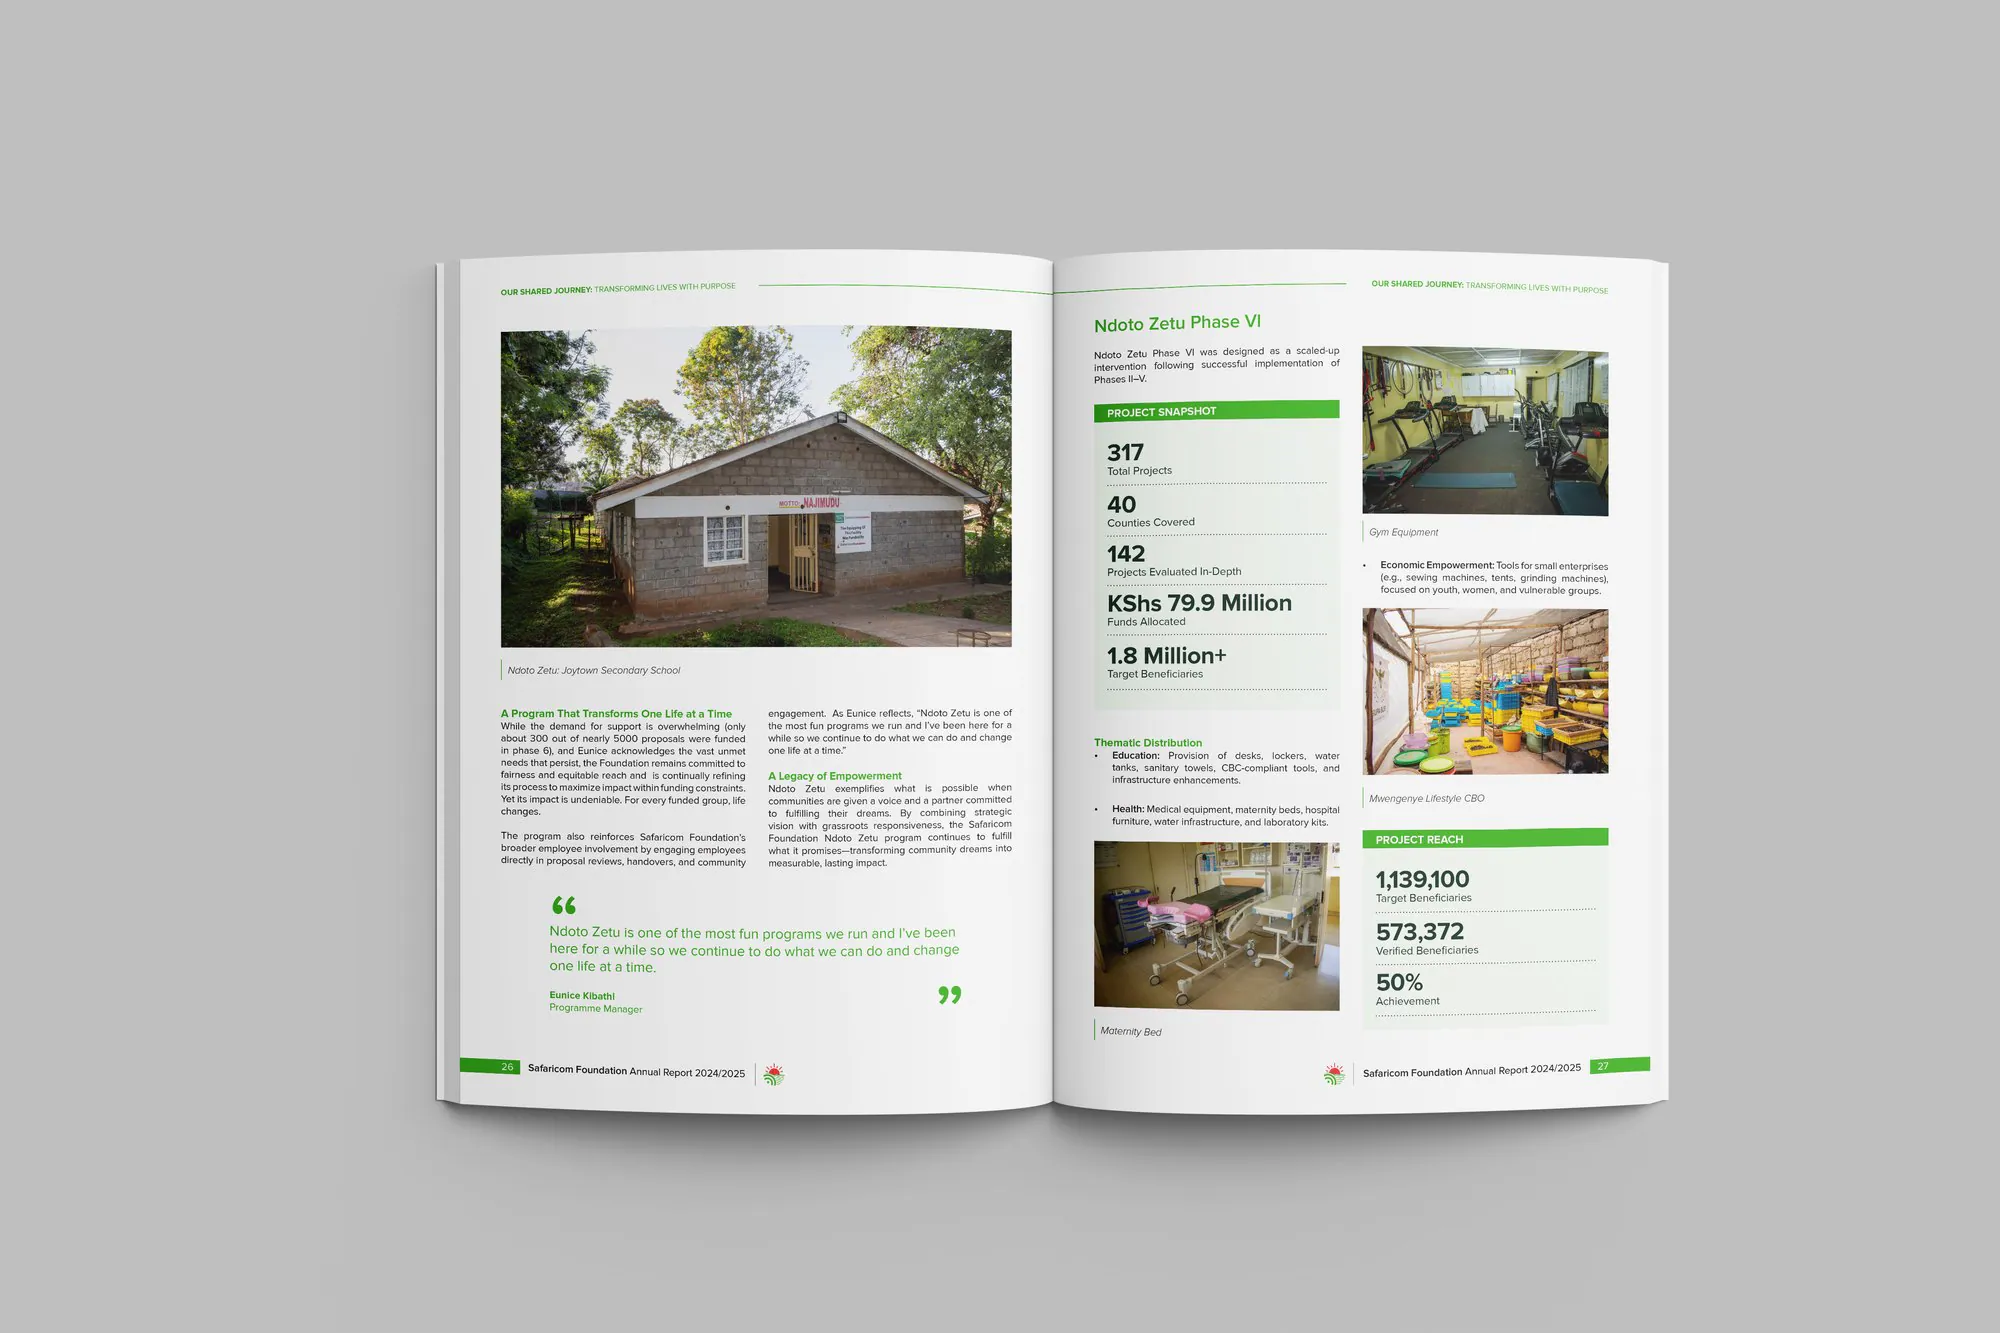 OUR SHARED JOURNEY: TRANSFORMING LIVES WITH PURPOSE
MOTTO: NAJIMUDU
Ndoto Zetu: Joytown Secondary School
A Program That Transforms One Life at a Time
While the demand for support is overwhelming (only
about 300 out of nearly 5000 proposals were funded
in phase 6), and Eunice acknowledges the vast unmet
needs that persist, the Foundation remains committed to
fairness and equitable reach and is continually refining
its process to maximize impact within funding constraints.
Yet its impact is undeniable. For every funded group, life
changes.
The program also reinforces Safaricom Foundation's
broader employee involvement by engaging employees
directly in proposal reviews, handovers, and community
engagement. As Eunice reflects, “Ndoto Zetu is one of
the most fun programs we run and I've been here for a
while so we continue to do what we can do and change
one life at a time.”
A Legacy of Empowerment
Ndoto Zetu exemplifies what is possible when
communities are given a voice and a partner committed
to fulfilling their dreams. By combining strategic
vision with grassroots responsiveness, the Safaricom
Foundation Ndoto Zetu program continues to fulfill
what it promises—transforming community dreams into
measurable, lasting impact.
“
Ndoto Zetu is one of the most fun programs we run and I've been
here for a while so we continue to do what we can do and change
one life at a time.
”
Eunice Kibathi
Programme Manager
26 Safaricom Foundation Annual Report 2024/2025
OUR SHARED JOURNEY: TRANSFORMING LIVES WITH PURPOSE
Ndoto Zetu Phase VI
Ndoto Zetu Phase VI was designed as a scaled-up
intervention following successful implementation of
Phases II–V.
PROJECT SNAPSHOT
317
Total Projects
40
Counties Covered
142
Projects Evaluated In-Depth
KShs 79.9 Million
Funds Allocated
1.8 Million+
Target Beneficiaries
Thematic Distribution
• Education: Provision of desks, lockers, water
tanks, sanitary towels, CBC-compliant tools, and
infrastructure enhancements.
• Health: Medical equipment, maternity beds, hospital
furniture, water infrastructure, and laboratory kits.
Maternity Bed
Gym Equipment
• Economic Empowerment: Tools for small enterprises
(e.g., sewing machines, tents, grinding machines),
focused on youth, women, and vulnerable groups.
Mwengenye Lifestyle CBO
PROJECT REACH
1,139,100
Target Beneficiaries
573,372
Verified Beneficiaries
50%
Achievement
Safaricom Foundation Annual Report 2024/2025 27